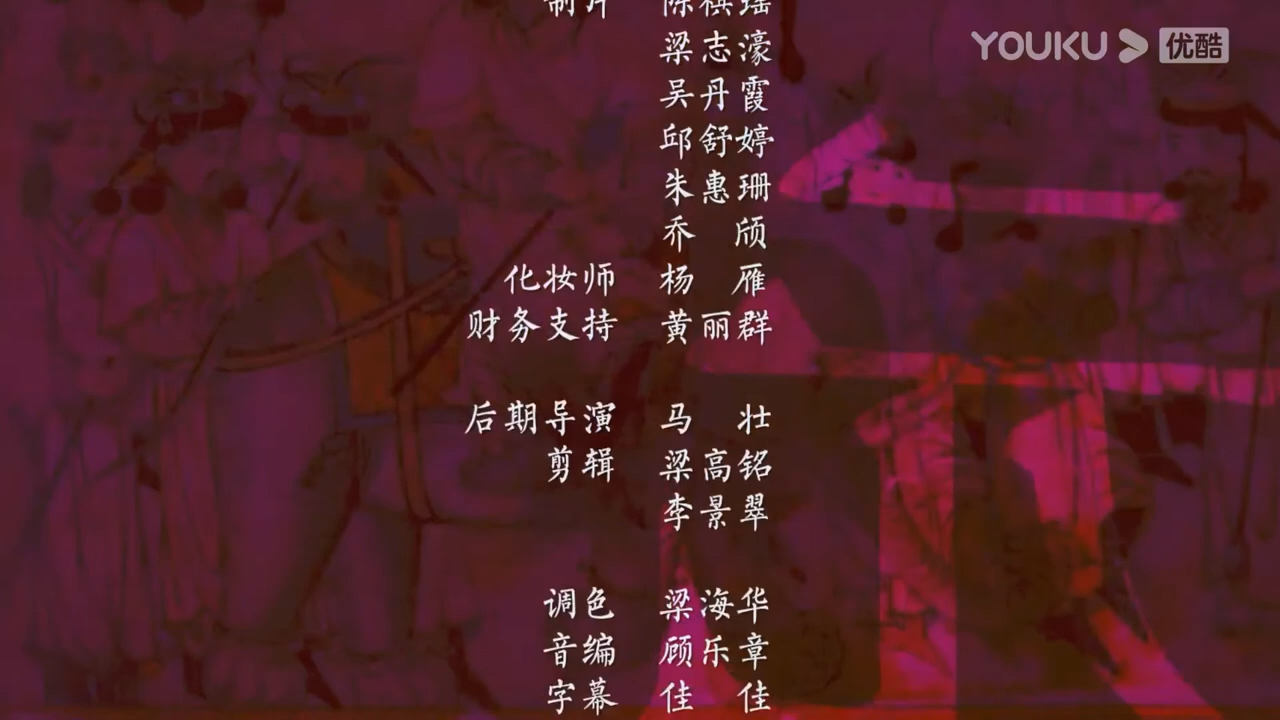 制片 陈祺瑶
YOUKU 优酷
梁志濠
吴丹霞
邱舒婷
朱惠珊
乔 颀
化妆师 杨 雁
财务支持 黄丽群
后期导演 马 壮
剪辑 梁高铭
李景翠
调色 梁海华
音编 顾乐章
字幕 佳 佳